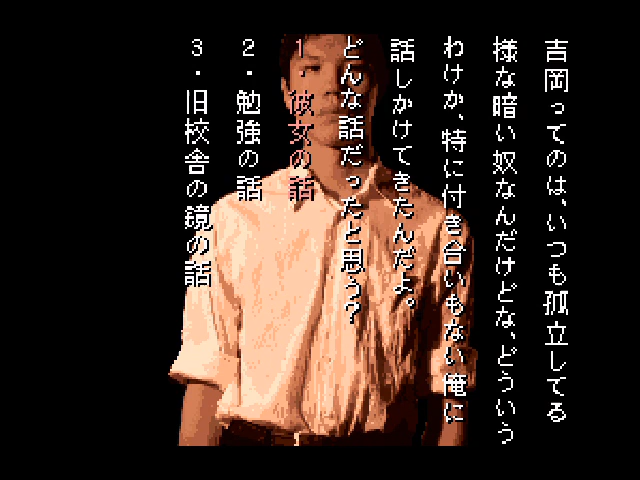 吉岡ってのは、いつも孤立してる
様な暗い奴なんだけどな、どういう
わけか、特に付き合いもない俺に
話しかけてきたんだよ。
どんな話だったと思う?
1・彼女の話
2・勉強の話
3・旧校舎の鏡の話